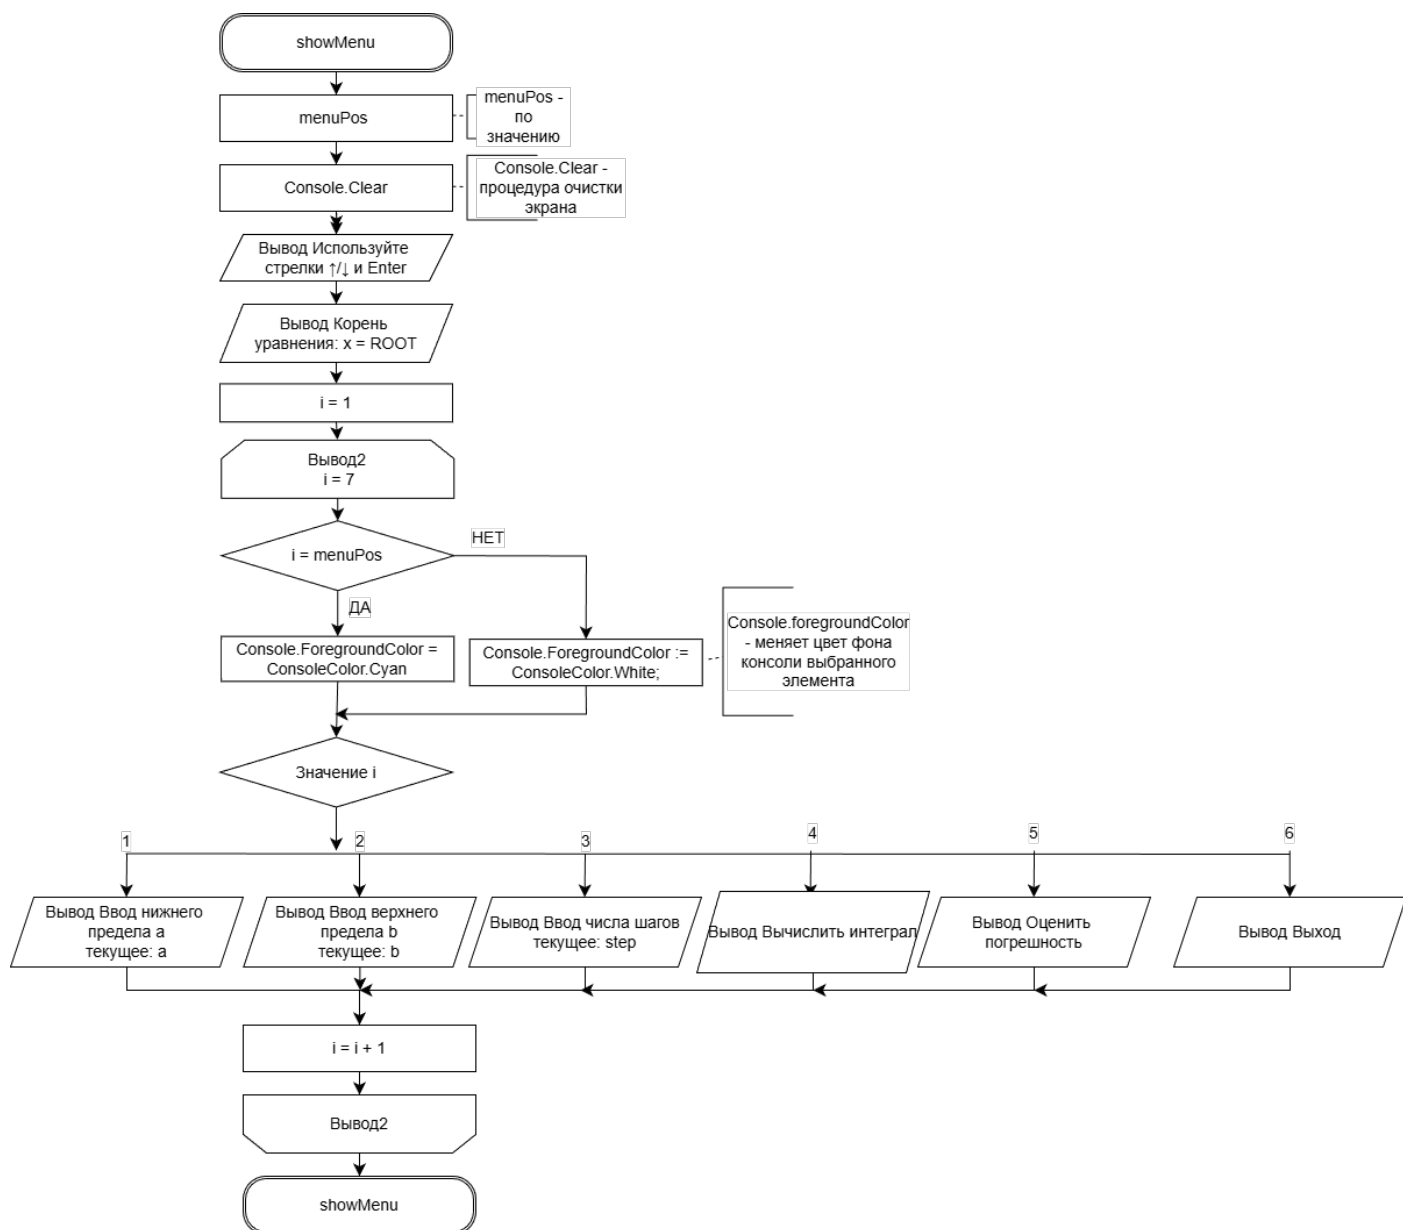 showMenu
menuPos
menuPos -
по
значению
Console.Clear
Console.Clear -
процедура очистки
экрана
Вывод Используйте
стрелки ↑/↓ и Enter
Вывод Корень
уравнения: x = ROOT
i = 1
Вывод2
i = 7
i = menuPos
НЕТ
ДА
Console.ForegroundColor =
ConsoleColor.Cyan
Console.ForegroundColor :=
ConsoleColor.White;
Console.foregroundColor
- меняет цвет фона
консоли выбранного
элемента
Значение i
1
2
3
4
5
6
Вывод Ввод нижнего
предела a
текущее: a
Вывод Ввод верхнего
предела b
текущее: b
Вывод Ввод числа шагов
текущее: step
Вывод Вычислить интеграл
Вывод Оценить
погрешность
Вывод Выход
i = i + 1
Вывод2
showMenu